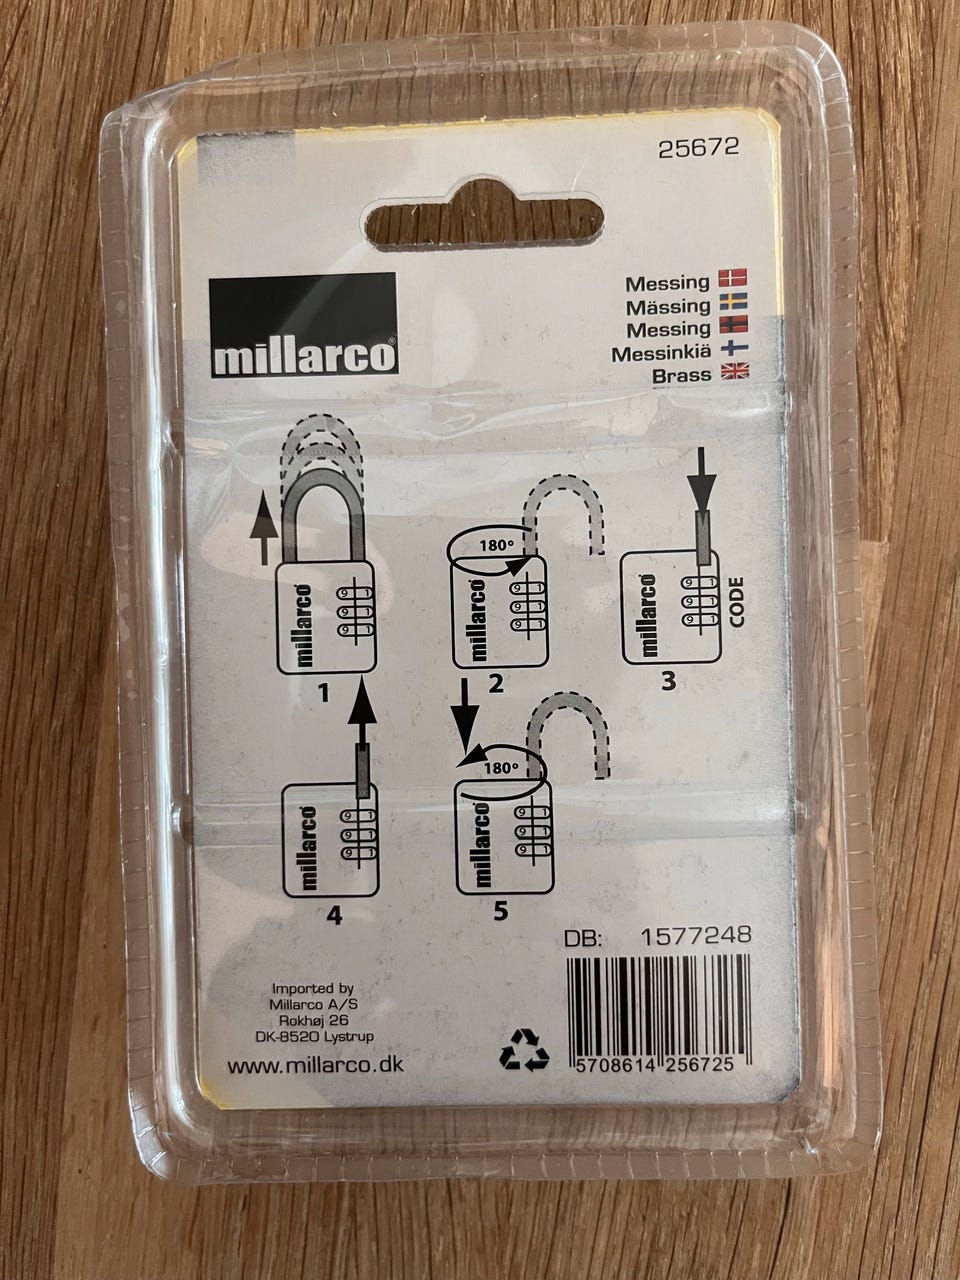 25672
millarco®
Messing
Mässing
Messing
Messinkiä
Brass
millarco
1
180°
millarco
2
millarco
CODE
3
millarco
4
180°
millarco
5
DB: 1577248
Imported by
Millarco A/S
Rokhøj 26
DK-8520 Lystrup
www.millarco.dk
5708614 256725